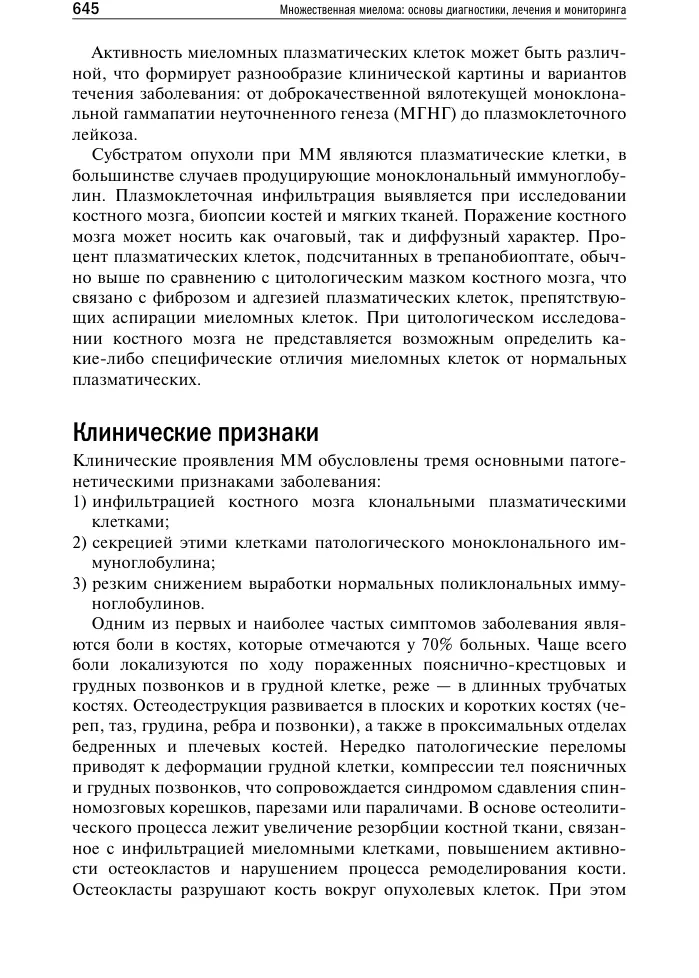 645
Множественная миелома: основы диагностики, лечения и мониторинга
Активность миеломных плазматических клеток может быть различ-
ной, что формирует разнообразие клинической картины и вариантов
течения заболевания: от доброкачественной вялотекущей моноклона-
льной гаммапатии неуточненного генеза (МГНГ) до плазмоклеточного
лейкоза.
Субстратом опухоли при ММ являются плазматические клетки, в
большинстве случаев продуцирующие моноклональный иммуноглобу-
лин. Плазмоклеточная инфильтрация выявляется при исследовании
костного мозга, биопсии костей и мягких тканей. Поражение костного
мозга может носить как очаговый, так и диффузный характер. Про-
цент плазматических клеток, подсчитанных в трепанобиоптате, обыч-
но выше по сравнению с цитологическим мазком костного мозга, что
связано с фиброзом и адгезией плазматических клеток, препятствую-
щих аспирации миеломных клеток. При цитологическом исследова-
нии костного мозга не представляется возможным определить ка-
кие-либо специфические отличия миеломных клеток от нормальных
плазматических.
Клинические признаки
Клинические проявления ММ обусловлены тремя основными патоге-
нетическими признаками заболевания:
1) инфильтрацией костного мозга клональными плазматическими
клетками;
2) секрецией этими клетками патологического моноклонального им-
муноглобулина;
3) резким снижением выработки нормальных поликлональных имму-
ноглобулинов.
Одним из первых и наиболее частых симптомов заболевания явля-
ются боли в костях, которые отмечаются у 70% больных. Чаще всего
боли локализуются по ходу пораженных пояснично-крестцовых и
грудных позвонков и в грудной клетке, реже — в длинных трубчатых
костях. Остеодеструкция развивается в плоских и коротких костях (че-
реп, таз, грудина, ребра и позвонки), а также в проксимальных отделах
бедренных и плечевых костей. Нередко патологические переломы
приводят к деформации грудной клетки, компрессии тел поясничных
и грудных позвонков, что сопровождается синдромом сдавления спин-
номозговых корешков, парезами или параличами. В основе остеолити-
ческого процесса лежит увеличение резорбции костной ткани, связан-
ное с инфильтрацией миеломными клетками, повышением активно-
сти остеокластов и нарушением процесса ремоделирования кости.
Остеокласты разрушают кость вокруг опухолевых клеток. При этом